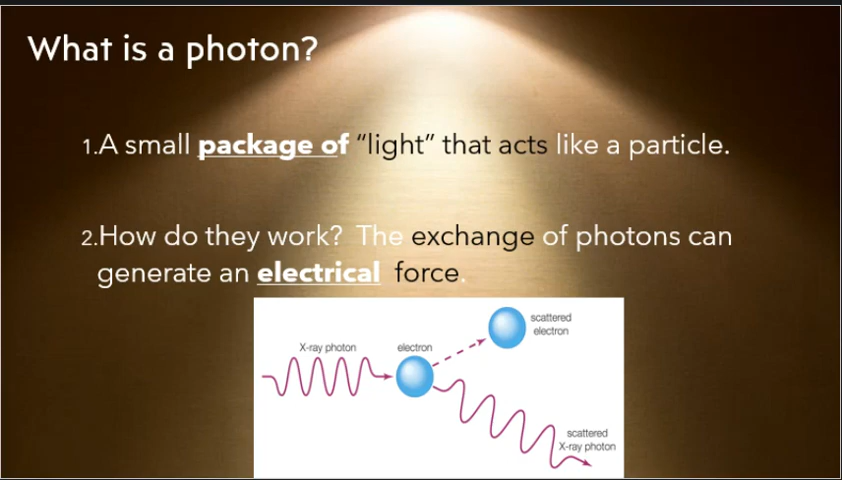 What is a photon?
1.A small package of “light” that acts like a particle.
2.How do they work? The exchange of photons can
generate an electrical force.
X-ray photon
electron
scattered
electron
scattered
X-ray photon